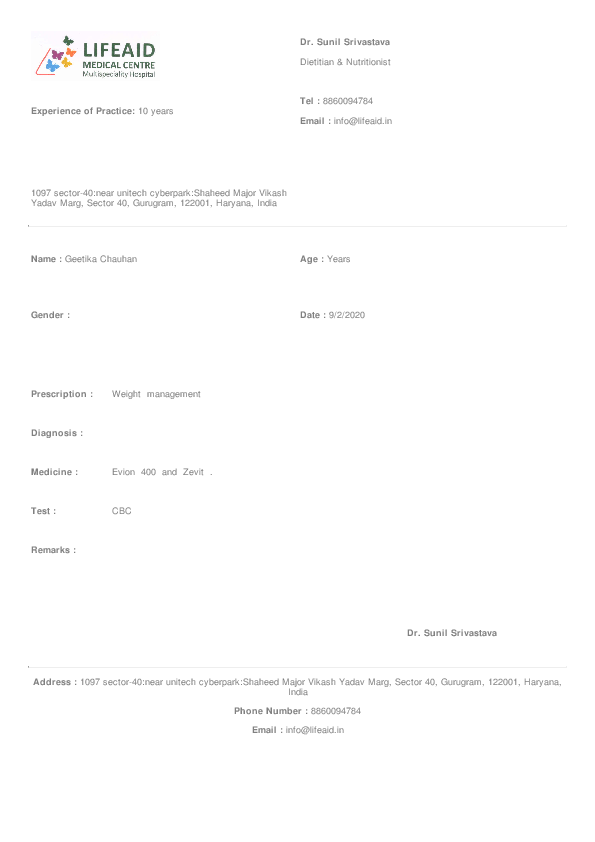 LIFEAID
MEDICAL CENTRE
Multispeciality Hospital
Dr. Sunil Srivastava
Dietitian & Nutritionist
Tel : 8860094784
Experience of Practice: 10 years
Email : info@lifeaid.in
1097 sector-40:near unitech cyberpark:Shaheed Major Vikash
Yadav Marg, Sector 40, Gurugram, 122001, Haryana, India
Name : Geetika Chauhan
Age : Years
Gender :
Date : 9/2/2020
Prescription : Weight management
Diagnosis :
Medicine : Evion 400 and Zevit .
Test : CBC
Remarks :
Dr. Sunil Srivastava
Address : 1097 sector-40:near unitech cyberpark:Shaheed Major Vikash Yadav Marg, Sector 40, Gurugram, 122001, Haryana,
India
Phone Number : 8860094784
Email : info@lifeaid.in